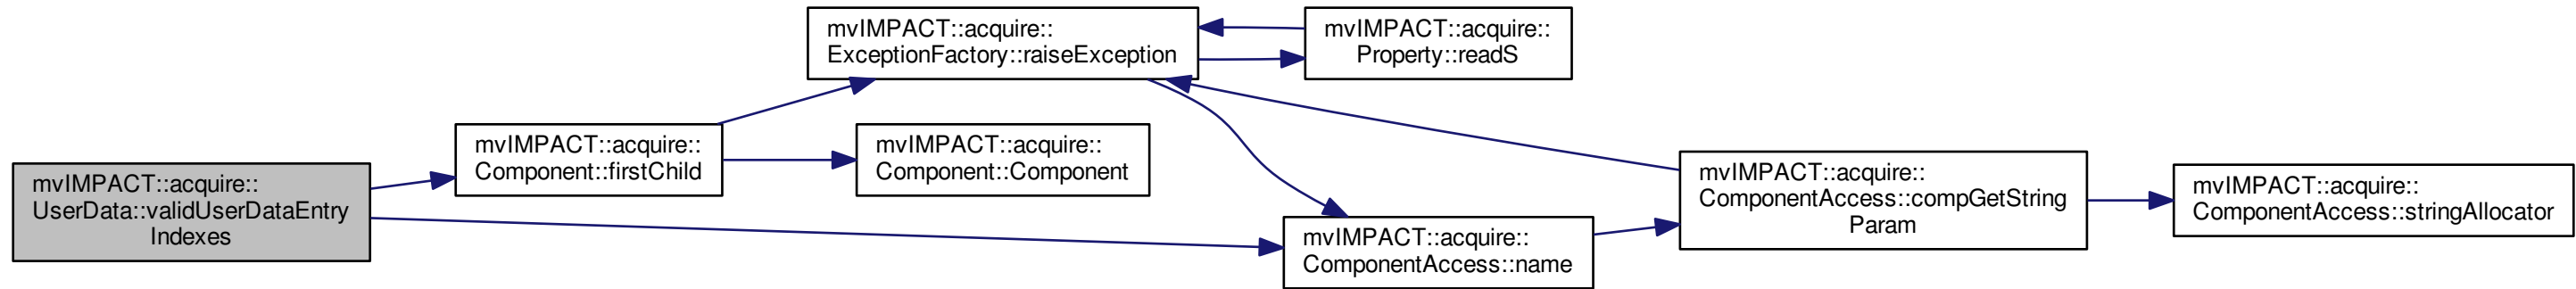 mvIMPACT::acquire::
UserData::validUserDataEntry
Indexes
mvIMPACT::acquire::
Component::firstChild
mvIMPACT::acquire::
ExceptionFactory::raiseException
mvIMPACT::acquire::
Component::Component
mvIMPACT::acquire::
Property::readS
mvIMPACT::acquire::
ComponentAccess::name
mvIMPACT::acquire::
ComponentAccess::compGetString
Param
mvIMPACT::acquire::
ComponentAccess::stringAllocator